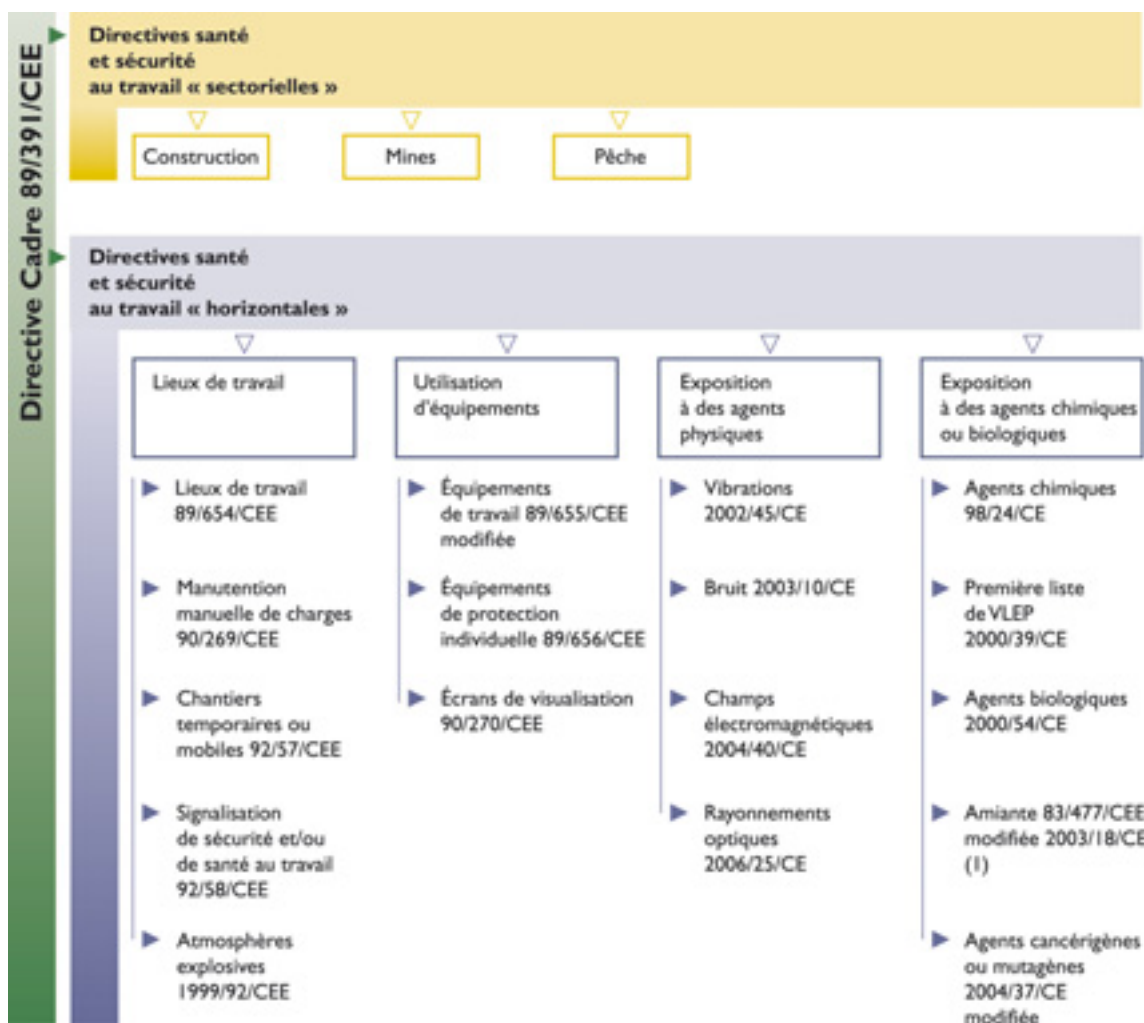 Directive Cadre 89/391/CEE
Directives santé
et sécurité
au travail « sectorielles »
Construction
Mines
Pêche
Directives santé
et sécurité
au travail « horizontales »
Lieux de travail
Utilisation
d'équipements
Exposition
à des agents
physiques
Exposition
à des agents chimiques
ou biologiques
Lieux de travail
89/654/CEE
Manutention
manuelle de charges
90/269/CEE
Chantiers
temporaires ou
mobiles 92/57/CEE
Signalisation
de sécurité et/ou
de santé au travail
92/58/CEE
Atmosphères
explosives
1999/92/CEE
Équipements
de travail 89/655/CEE
modifiée
Équipements
de protection
individuelle 89/656/CEE
Écrans de visualisation
90/270/CEE
Vibrations
2002/45/CE
Bruit 2003/10/CE
Champs
électromagnétiques
2004/40/CE
Rayonnements
optiques
2006/25/CE
Agents chimiques
98/24/CE
Première liste
de VLEP
2000/39/CE
Agents biologiques
2000/54/CE
Amiante 83/477/CEE
modifiée 2003/18/CE
(1)
Agents cancérigènes
ou mutagènes
2004/37/CE
modifiée